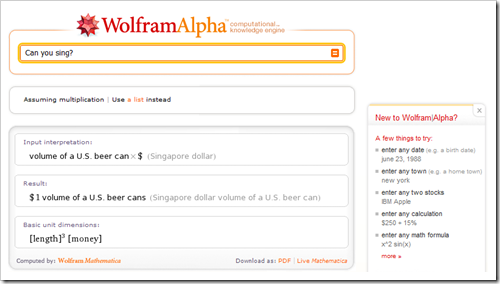 WolframAlpha™ computational... knowledge engine
Can you sing?
Assuming multiplication | Use a list instead
Input interpretation:
volume of a U.S. beer can × $ (Singapore dollar)
Result:
$1 volume of a U.S. beer cans (Singapore dollar volume of a U.S. beer can)
Basic unit dimensions:
[length]³ [money]
Computed by: Wolfram Mathematica
Download as: PDF | Live Mathematica
x
New to Wolfram|Alpha?
A few things to try:
enter any date (e.g. a birth date)
june 23, 1988
enter any town (e.g. a home town)
new york
enter any two stocks
IBM Apple
enter any calculation
$250 + 15%
enter any math formula
x^2 sin(x)
more »